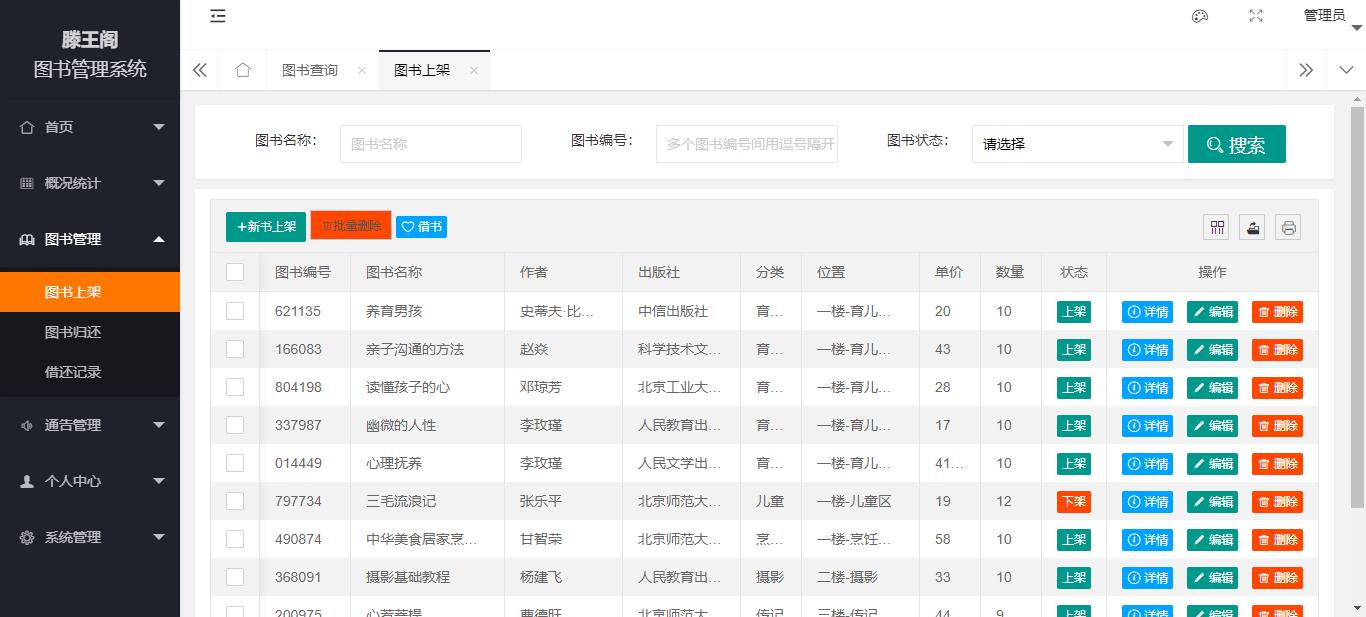 滕王阁
图书管理系统
管理员
首页
概况统计
图书管理
图书上架
图书归还
借还记录
通告管理
个人中心
系统管理
图书查询 图书上架
图书名称: 图书名称 图书编号: 多个图书编号间用逗号隔开 图书状态: 请选择 搜索
+新书上架 批量删除 借书
图书编号 图书名称 作者 出版社 分类 位置 单价 数量 状态 操作
621135 养育男孩 史蒂夫·比... 中信出版社 育... 一楼-育儿... 20 10 上架 详情 编辑 删除
166083 亲子沟通的方法 赵焱 科学技术文... 育... 一楼-育儿... 43 10 上架 详情 编辑 删除
804198 读懂孩子的心 邓琼芳 北京工业大... 育... 一楼-育儿... 28 10 上架 详情 编辑 删除
337987 幽微的人性 李玫瑾 人民教育出... 育... 一楼-育儿... 17 10 上架 详情 编辑 删除
014449 心理抚养 李玫瑾 人民文学出... 育... 一楼-育儿... 41... 10 上架 详情 编辑 删除
797734 三毛流浪记 张乐平 北京师范大... 儿童 一楼-儿童区 19 12 下架 详情 编辑 删除
490874 中华美食居家烹... 甘智荣 北京师范大... 烹... 一楼-烹饪... 58 10 上架 详情 编辑 删除
368091 摄影基础教程 杨建飞 人民教育出... 摄影 二楼-摄影 33 10 上架 详情 编辑 删除
200975 心若菩提 曹德旺 北京师范大... 传记 三楼-传记 44 9 上架 详情 编辑 删除